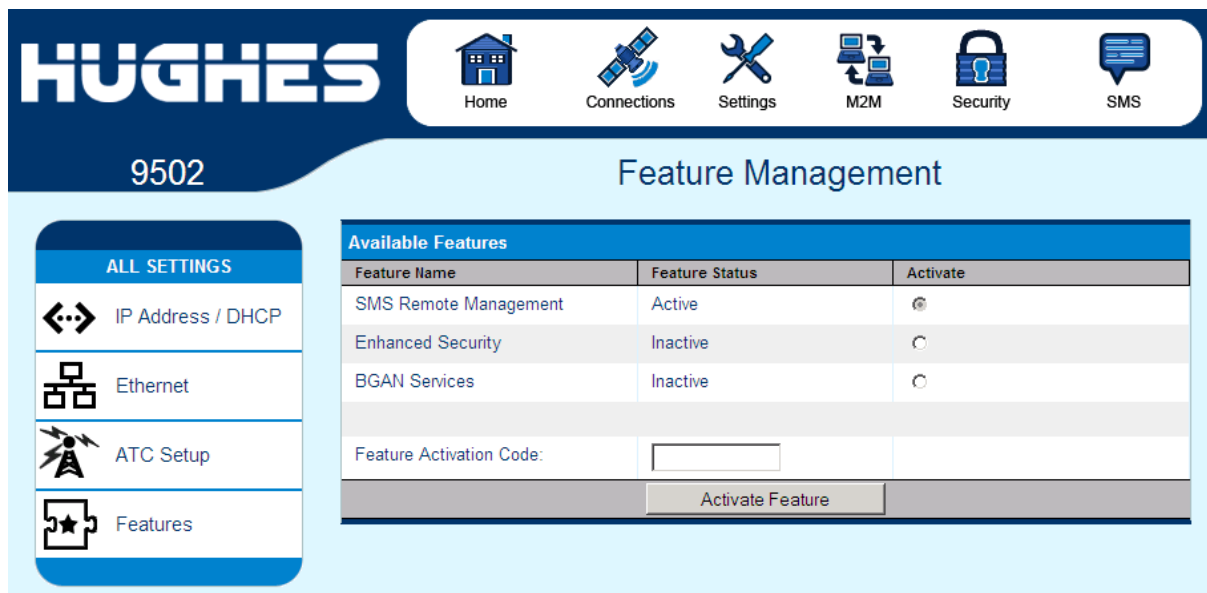 HUGHES
Home Connections Settings M2M Security SMS
9502
Feature Management
ALL SETTINGS
IP Address / DHCP
Ethernet
ATC Setup
Features
Available Features
Feature Name Feature Status Activate
SMS Remote Management Active
Enhanced Security Inactive
BGAN Services Inactive
Feature Activation Code:
Activate Feature